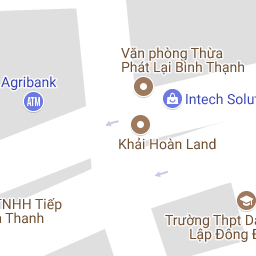 Văn phòng Thừa
Phát Lại Bình Thạnh
Agribank
ATM
Intech Solu
Khải Hoàn Land
TNHH Tiếp
Thanh
Trường Thpt Da
Lập Đông Đ